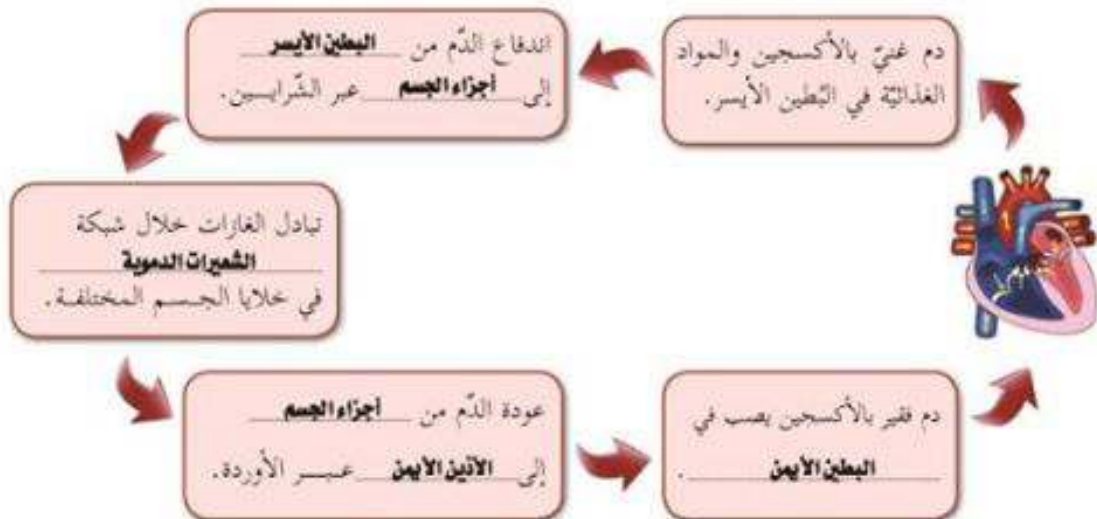 دم غنيّ بالأكسجين والمواد
الغذائيّة في البُطين الأيسر.
اندفاع الدّم من البطين الأيسر
إلى أجزاء الجسم عبر الشّرايين.
تبادل الغازات خلال شبكة
الشعيرات الدموية
في خلايا الجسم المختلفة.
عودة الدّم من أجزاء الجسم
إلى الأذين الأيمن عبر الأوردة.
دم فقير بالأكسجين يصب في
البطين الأيمن.